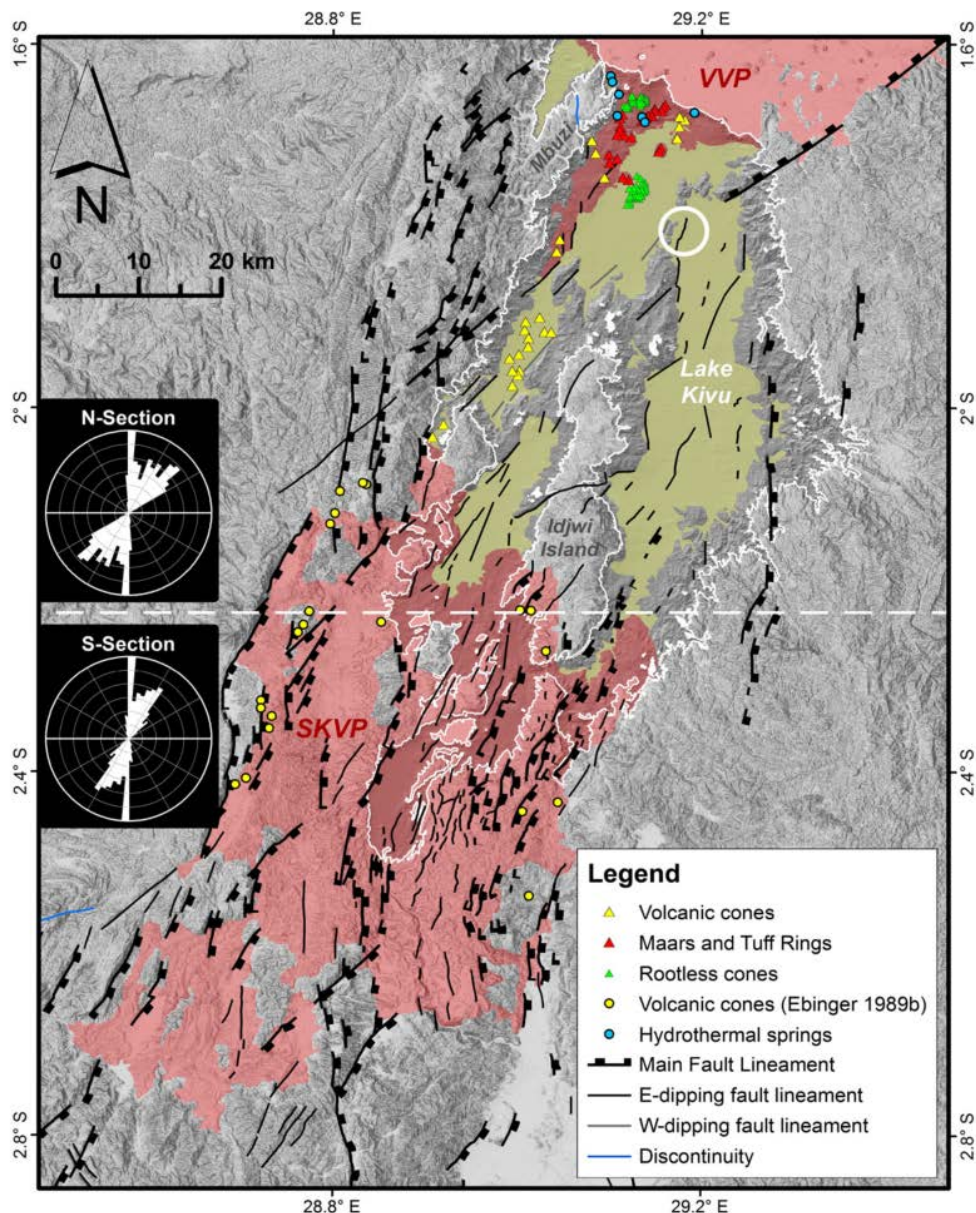 28.8° E
29.2° E
1.6° S
1.6° S
VVP
Mbuzi
N
0
10
20 km
Lake
Kivu
2° S
2° S
N-Section
Idjwi
Island
S-Section
SKVP
2.4° S
2.4° S
Legend
Volcanic cones
Maars and Tuff Rings
Rootless cones
Volcanic cones (Ebinger 1989b)
Hydrothermal springs
Main Fault Lineament
E-dipping fault lineament
W-dipping fault lineament
Discontinuity
2.8° S
2.8° S
28.8° E
29.2° E